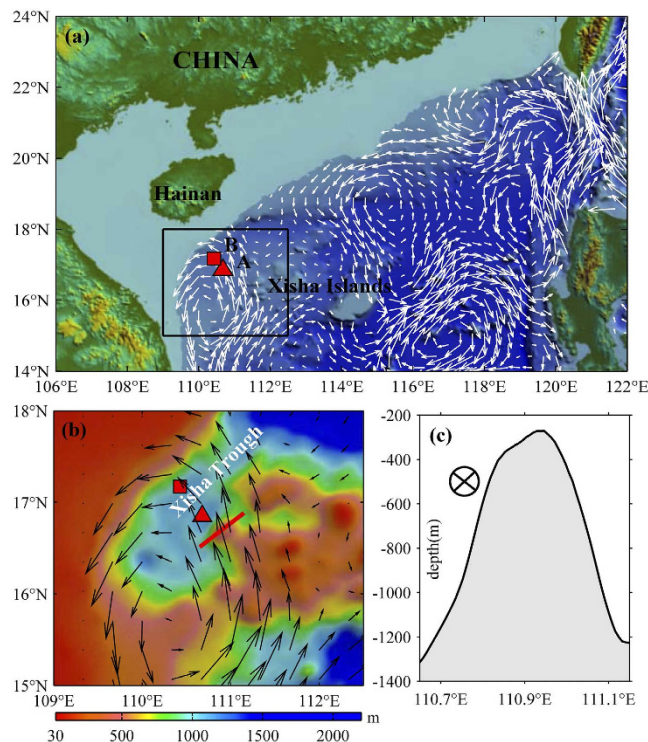 24°N
(a)
CHINA
22°N
20°N
Hainan
18°N
B
A
Xisha Islands
16°N
14°N
106°E 108°E 110°E 112°E 114°E 116°E 118°E 120°E 122°E
18°N
(b)
Xisha Trough
17°N
16°N
15°N
109°E 110°E 111°E 112°E
30 500 1000 1500 2000 m
(c)
-200
-400
-600
-800
-1000
-1200
-1400
depth(m)
110.7°E 110.9°E 111.1°E